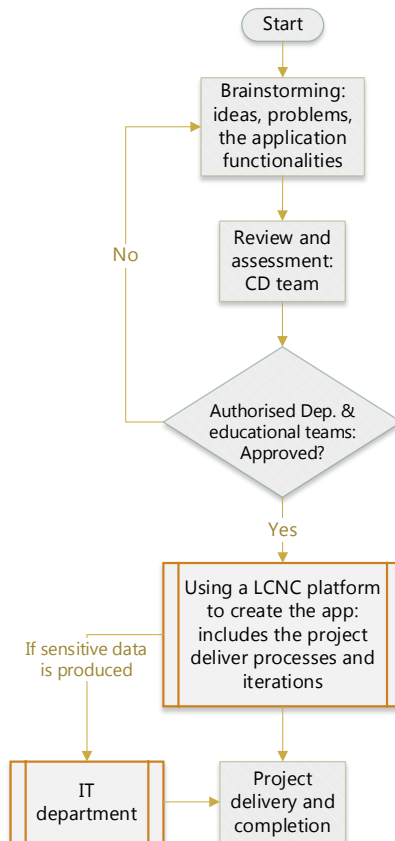 Start
Brainstorming:
ideas, problems,
the application
functionalities
No
Review and
assessment:
CD team
Authorised Dep. &
educational teams:
Approved?
Yes
Using a LCNC platform
to create the app:
includes the project
deliver processes and
iterations
If sensitive data
is produced
IT
department
Project
delivery and
completion